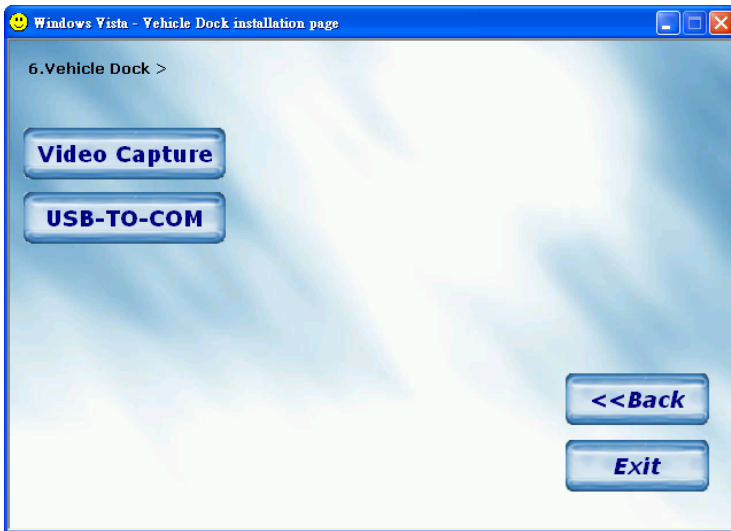 Windows Vista - Vehicle Dock installation page
6.Vehicle Dock >
Video Capture
USB-TO-COM
<<Back
Exit